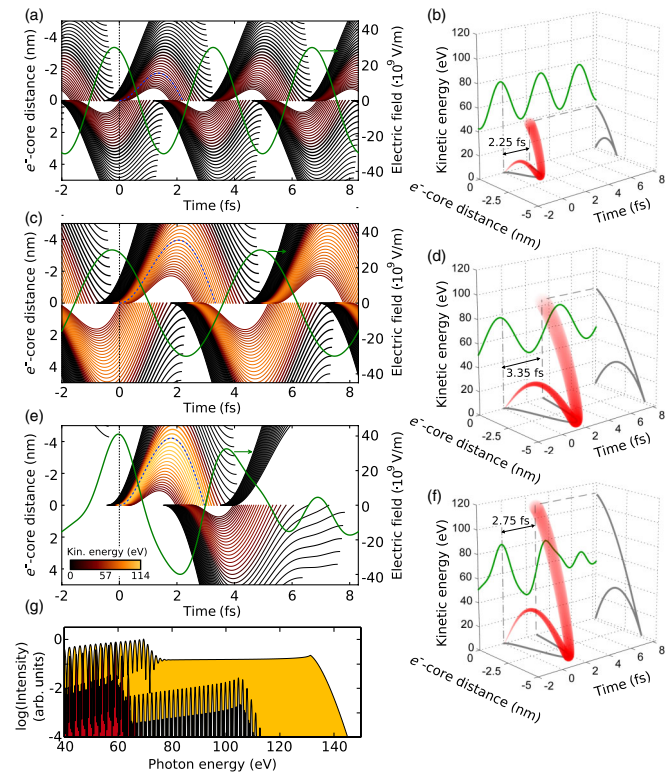 (a)
e⁻-core distance (nm)
-4
-2
0
2
4
-2 0 2 4 6 8
Time (fs)
40
20
0
-20
-40
Electric field (·10⁹ V/m)
(b)
Kinetic energy (eV)
120
100
80
60
40
20
0
2.25 fs
0
-2.5
-5
e⁻-core distance (nm)
-2 0 2 4 6 8
Time (fs)
(c)
e⁻-core distance (nm)
-4
-2
0
2
4
-2 0 2 4 6 8
Time (fs)
40
20
0
-20
-40
Electric field (·10⁹ V/m)
(d)
Kinetic energy (eV)
120
100
80
60
40
20
0
3.35 fs
0
-2.5
-5
e⁻-core distance (nm)
-2 0 2 4 6 8
Time (fs)
(e)
e⁻-core distance (nm)
-4
-2
0
2
4
Kin. energy (eV)
0 57 114
-2 0 2 4 6 8
Time (fs)
40
20
0
-20
-40
Electric field (·10⁹ V/m)
(f)
Kinetic energy (eV)
120
100
80
60
40
20
0
2.75 fs
0
-2.5
-5
e⁻-core distance (nm)
-2 0 2 4 6 8
Time (fs)
(g)
log(Intensity)
(arb. units)
0
-2
-4
40 60 80 100 120 140
Photon energy (eV)